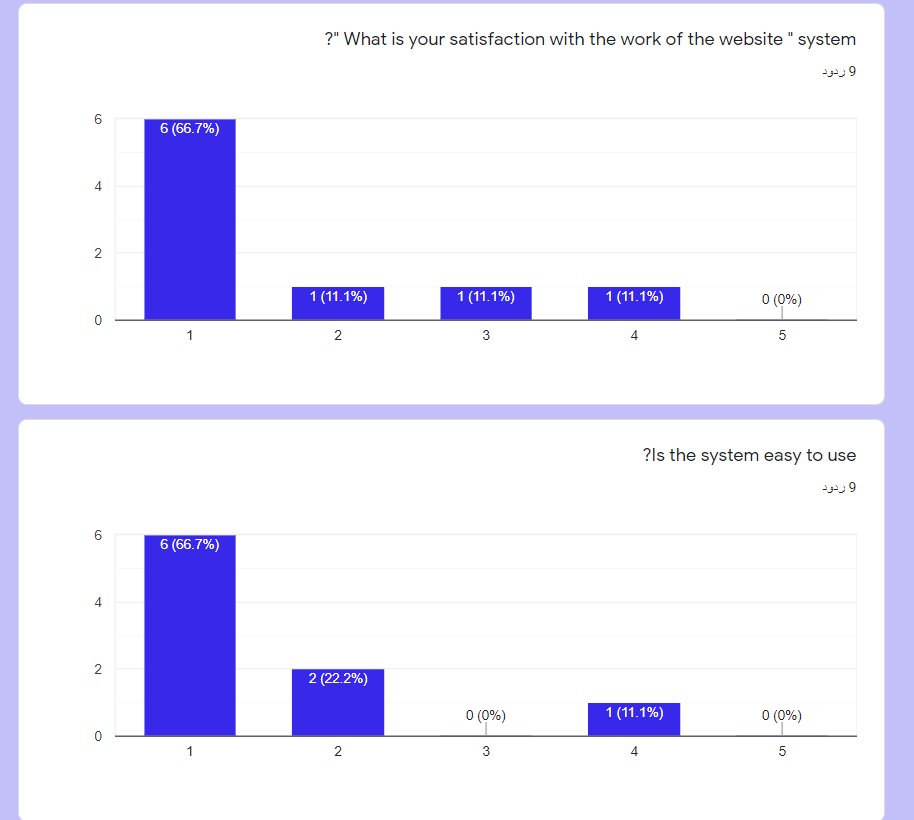 ?" What is your satisfaction with the work of the website " system
9 ردود
6
6 (66.7%)
4
2
1 (11.1%) 1 (11.1%) 1 (11.1%) 0 (0%)
0
1 2 3 4 5
?Is the system easy to use
9 ردود
6
6 (66.7%)
4
2
2 (22.2%) 0 (0%) 1 (11.1%) 0 (0%)
0
1 2 3 4 5